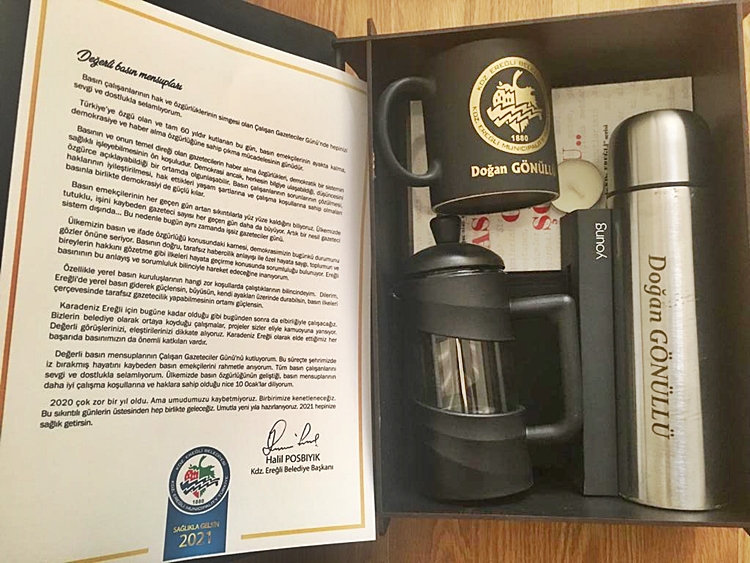 Değerli basın mensupları
Basın çalışanlarının hak ve özgürlüklerinin simgesi olan Çalışan Gazeteciler Günü'nde hepinizi
sevgi ve dostlukla selamlıyorum.
Türkiye'ye özgü olan ve tam 60 yıldır kutlanan bu gün, basın emekçilerinin ayakta kalma,
demokrasiye ve haber alma özgürlüğüne sahip çıkma mücadelesinin günüdür.
Basının ve onun temel direği olan gazetecilerin haber alma özgürlükleri, demokratik bir sistemin
sağlıklı işleyebilmesinin ön koşuludur. Demokrasi ancak, herkesin bilgiye ulaşabildiği, düşüncesini
özgürce açıklayabildiği bir ortamda olgunlaşabilir. Basın çalışanlarının sorunlarının çözülmesi,
haklarının iyileştirilmesi, hak ettikleri yaşam şartlarına ve çalışma koşullarına sahip olmaları
basınla birlikte demokrasiyi de güçlü kılar.
Basın emekçilerinin her geçen gün artan sıkıntılarla yüz yüze kaldığını biliyoruz. Ülkemizde
tutuklu, işini kaybeden gazeteci sayısı her geçen gün daha da büyüyor. Artık bir nesil gazeteci
sistem dışında... Bu nedenle bugün aynı zamanda işsiz gazeteciler günü.
Ülkemizin basın ve ifade özgürlüğü konusundaki karnesi, demokrasimizin bugünkü durumunu
gözler önüne seriyor. Basının doğru, tarafsız habercilik anlayışı ile özel hayata saygı, toplumun ve
bireylerin hakkını gözetme gibi ilkeleri hayata geçirme konusunda sorumluluğu bulunuyor. Ereğli
basınının bu anlayış ve sorumluluk bilinciyle hareket edeceğine inanıyorum.
Özellikle yerel basın kuruluşlarının hangi zor koşullarda çalıştıklarının bilincindeyim. Dilerim,
Ereğli'de yerel basın giderek güçlensin, büyüsün, kendi ayakları üzerinde durabilsin, basın ilkeleri
çerçevesinde tarafsız gazetecilik yapabilmesinin ortamı güçlensin.
Karadeniz Ereğli için bugüne kadar olduğu gibi bugünden sonra da elbirliğiyle çalışacağız.
Bizlerin belediye olarak ortaya koyduğu çalışmalar, projeler sizler eliyle kamuoyuna yansıyor.
Değerli görüşlerinizi, eleştirilerinizi dikkate alıyoruz. Karadeniz Ereğli olarak elde ettiğimiz her
başarıda basınımızın da önemli katkıları vardır.
Değerli basın mensuplarının Çalışan Gazeteciler Günü'nü kutluyorum. Bu süreçte şehrimizde
iz bırakmış hayatını kaybeden basın emekçilerini rahmetle anıyorum. Tüm basın çalışanlarını
sevgi ve dostlukla selamlıyorum. Ülkemizde basın özgürlüğünün geliştiği, basın mensuplarının
daha iyi çalışma koşullarına ve haklara sahip olduğu nice 10 Ocak'lar diliyorum.
2020 çok zor bir yıl oldu. Ama umudumuzu kaybetmiyoruz. Birbirimize kenetleneceğiz.
Bu sıkıntılı günlerin üstesinden hep birlikte geleceğiz. Umutla yeni yıla hazırlanıyoruz. 2021 hepinize
sağlık getirsin.
Halil POSBIYIK
Kdz. Ereğli Belediye Başkanı
KDZ EREĞLİ BELEDİYESİ
KDZ. EREĞLİ MUNICIPALITY
1880
SAĞLIKLA GELSİN
2021
KDZ EREĞLİ BELEDİYESİ
KDZ. EREĞLİ MUNICIPALITY
1880
Doğan GÖNÜLLÜ
young
Doğan GÖNÜLLÜ